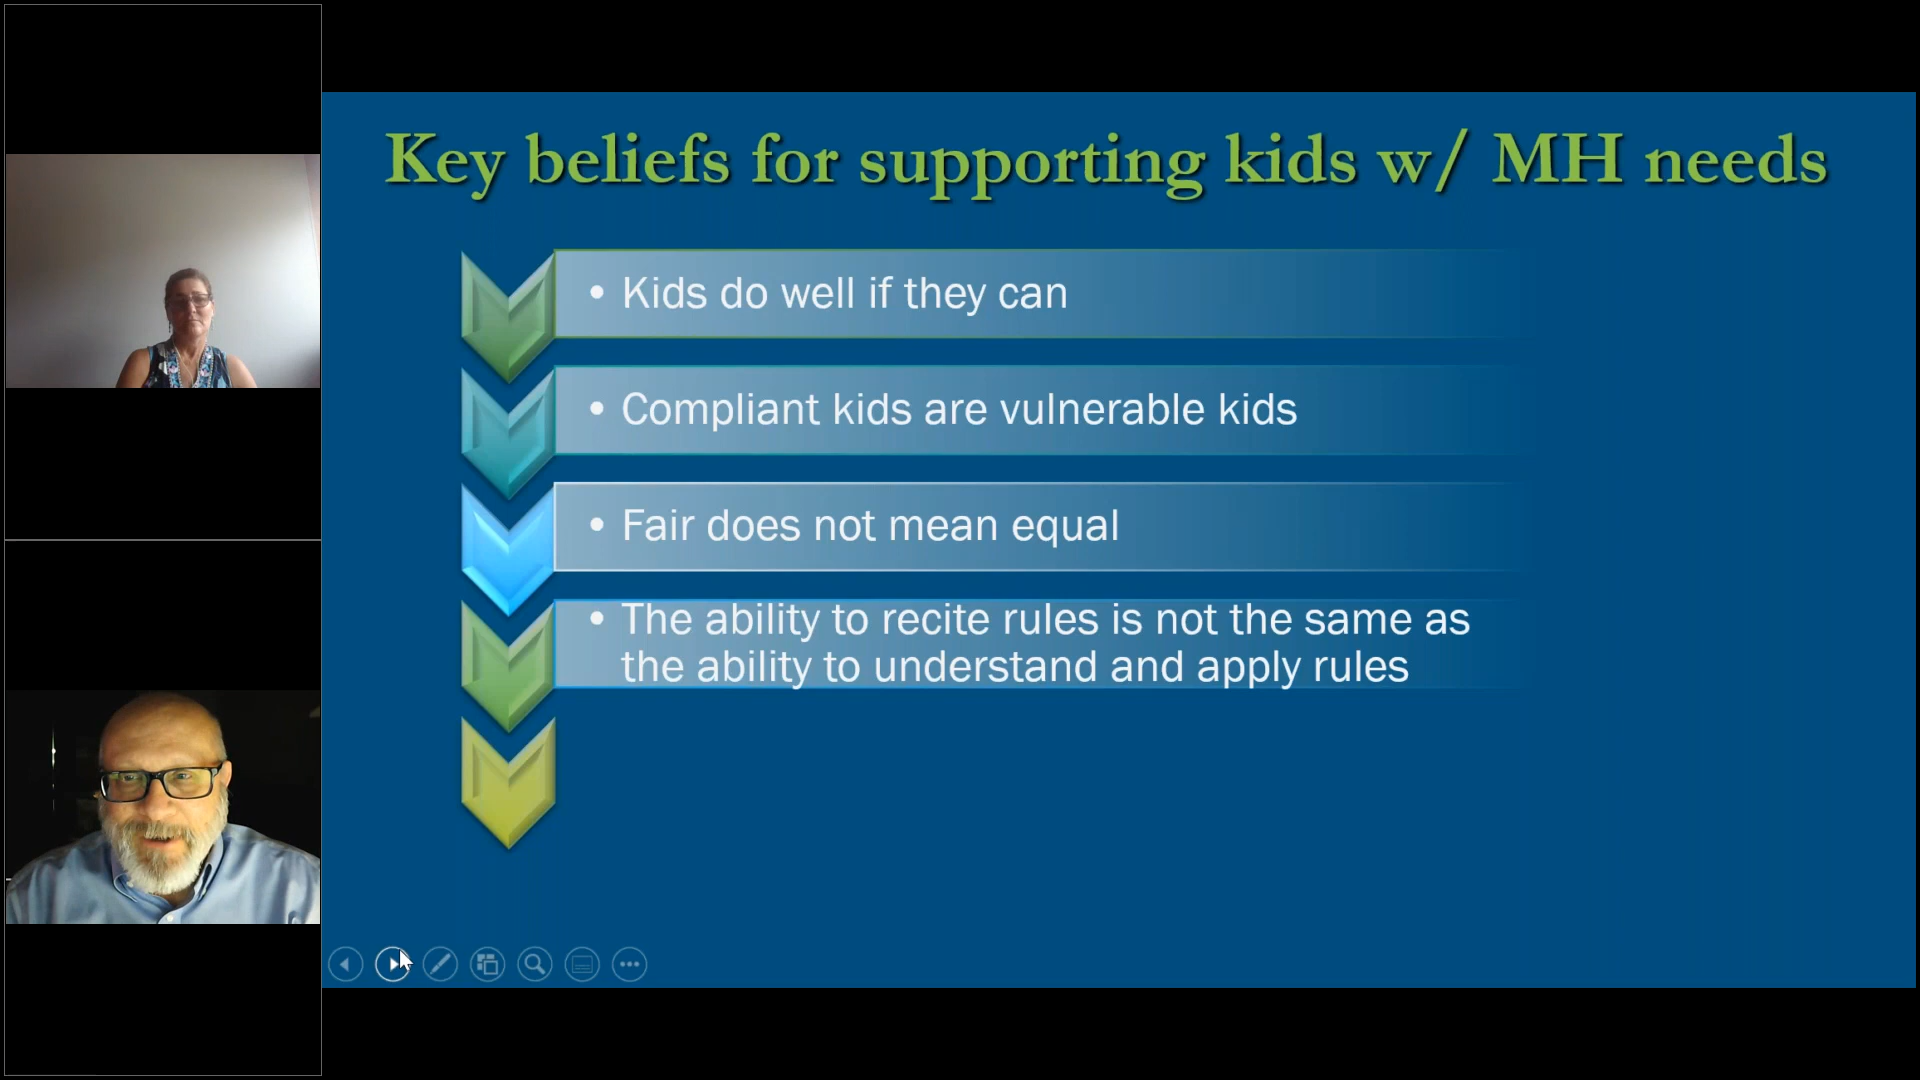 Key beliefs for supporting kids w/ MH needs
• Kids do well if they can
• Compliant kids are vulnerable kids
• Fair does not mean equal
• The ability to recite rules is not the same as
the ability to understand and apply rules